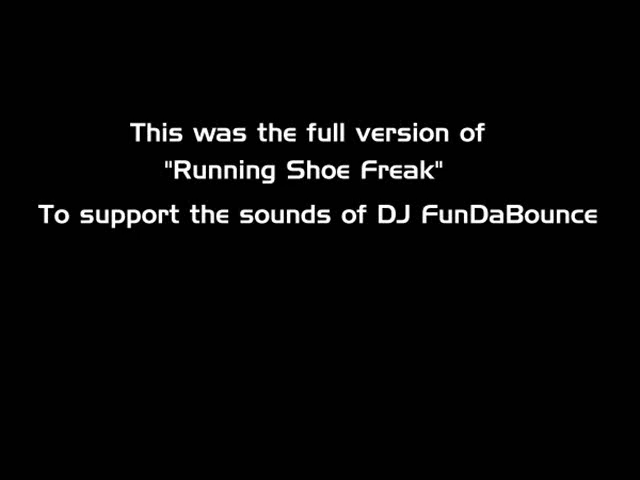 This was the full version of
"Running Shoe Freak"
To support the sounds of DJ FunDaBounce